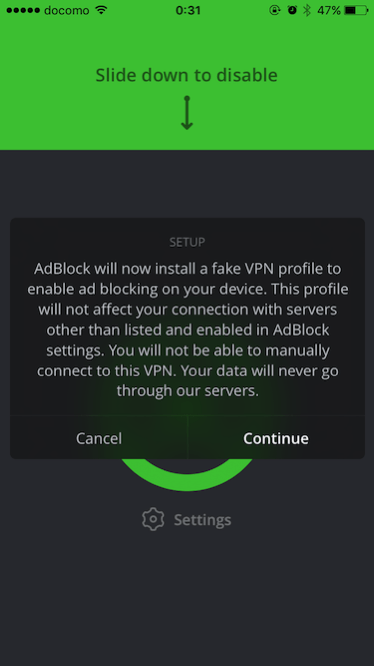 docomo 0:31 47%
Slide down to disable
SETUP
AdBlock will now install a fake VPN profile to
enable ad blocking on your device. This profile
will not affect your connection with servers
other than listed and enabled in AdBlock
settings. You will not be able to manually
connect to this VPN. Your data will never go
through our servers.
Cancel Continue
Settings